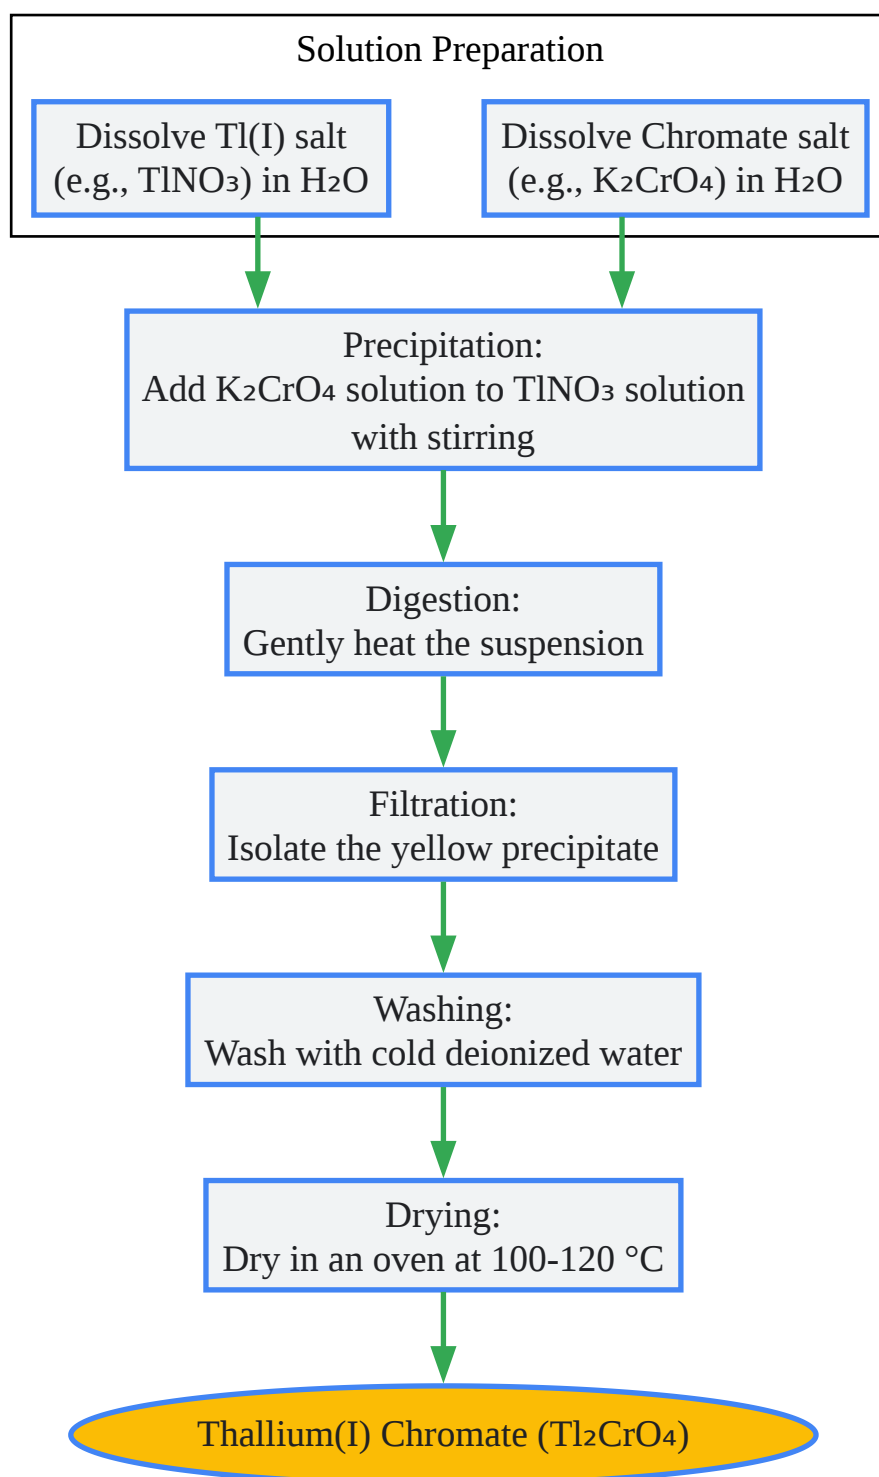 Solution Preparation
Dissolve Tl(I) salt
(e.g., TlNO₃) in H₂O
Dissolve Chromate salt
(e.g., K₂CrO₄) in H₂O
Precipitation:
Add K₂CrO₄ solution to TlNO₃ solution
with stirring
Digestion:
Gently heat the suspension
Filtration:
Isolate the yellow precipitate
Washing:
Wash with cold deionized water
Drying:
Dry in an oven at 100-120 °C
Thallium(I) Chromate (Tl₂CrO₄)